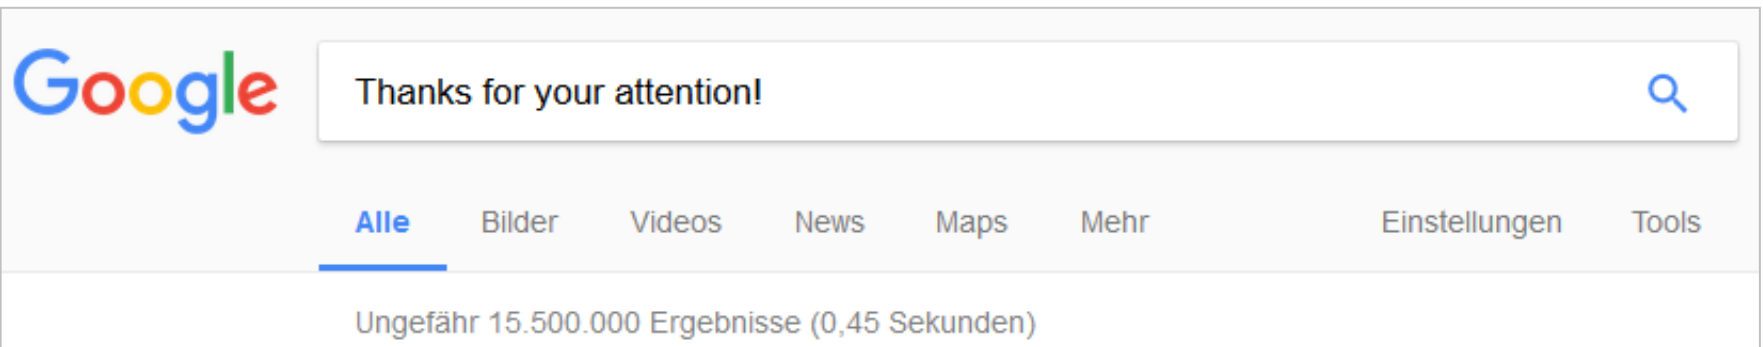 Google Thanks for your attention!
Alle Bilder Videos News Maps Mehr Einstellungen Tools
Ungefähr 15.500.000 Ergebnisse (0,45 Sekunden)